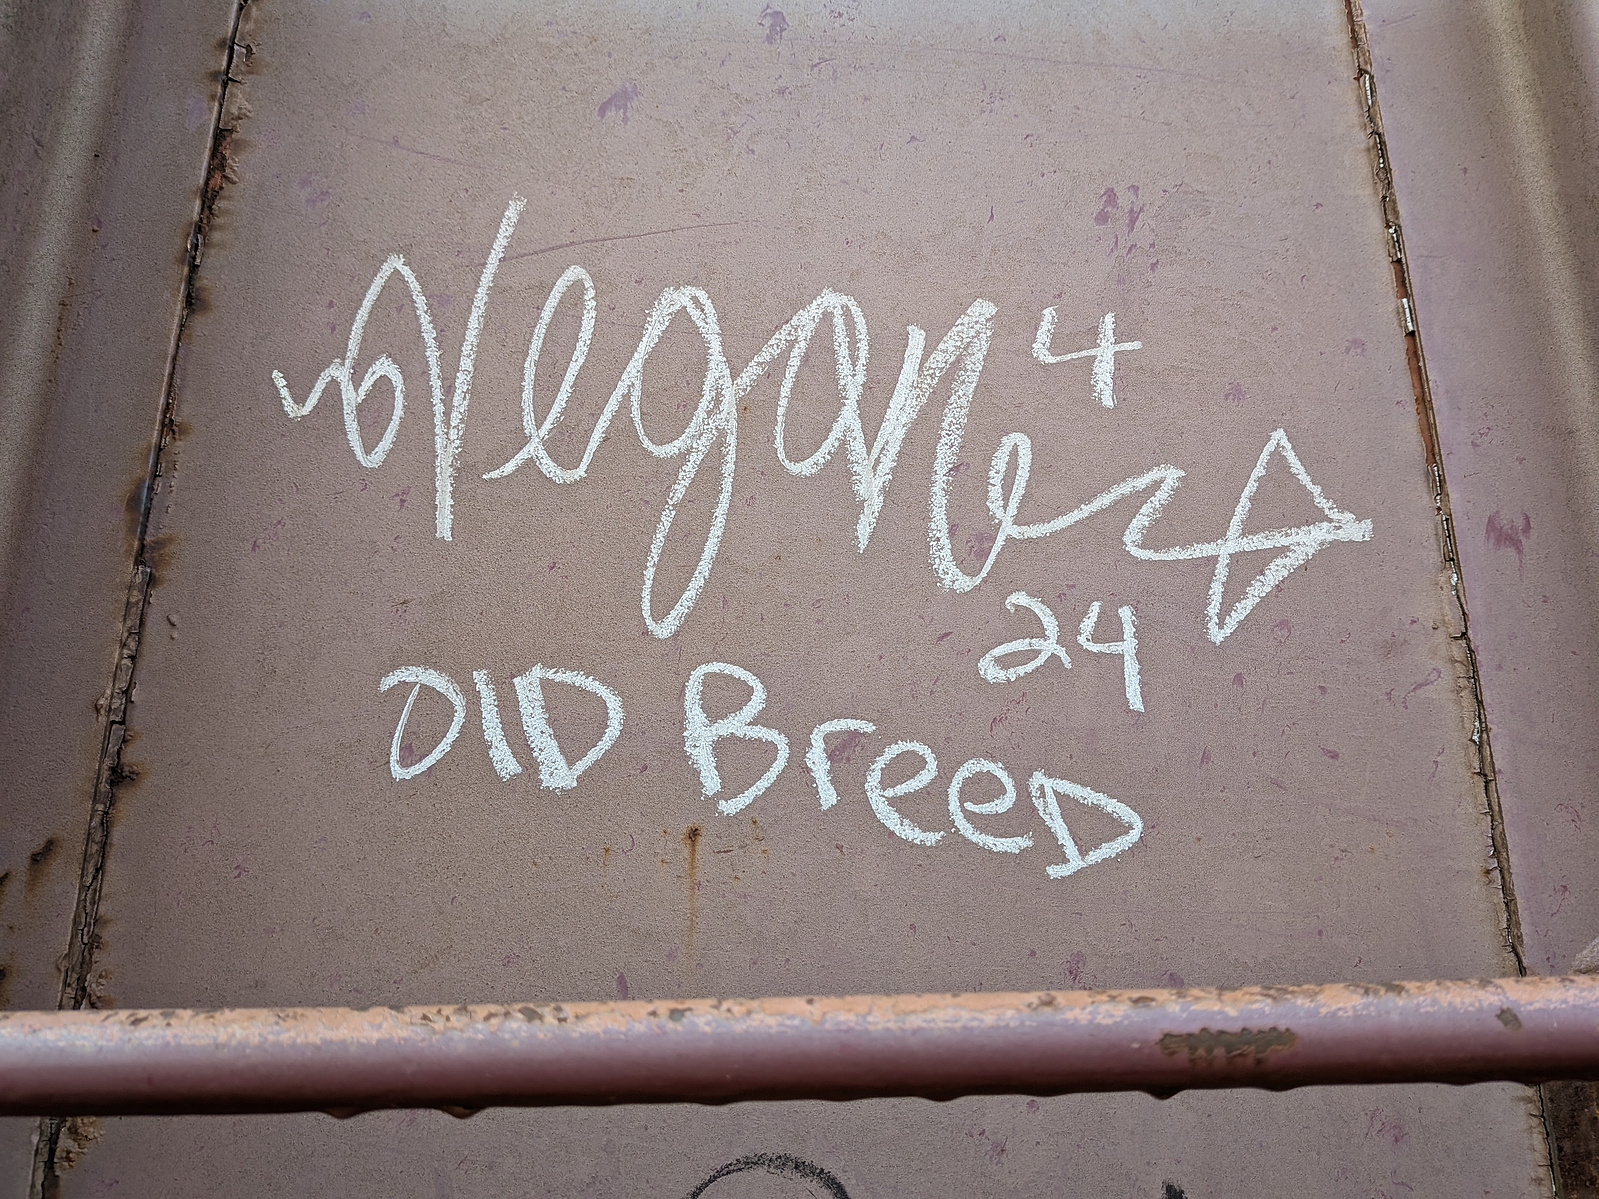 Vegan 4
24
OlD BreeD